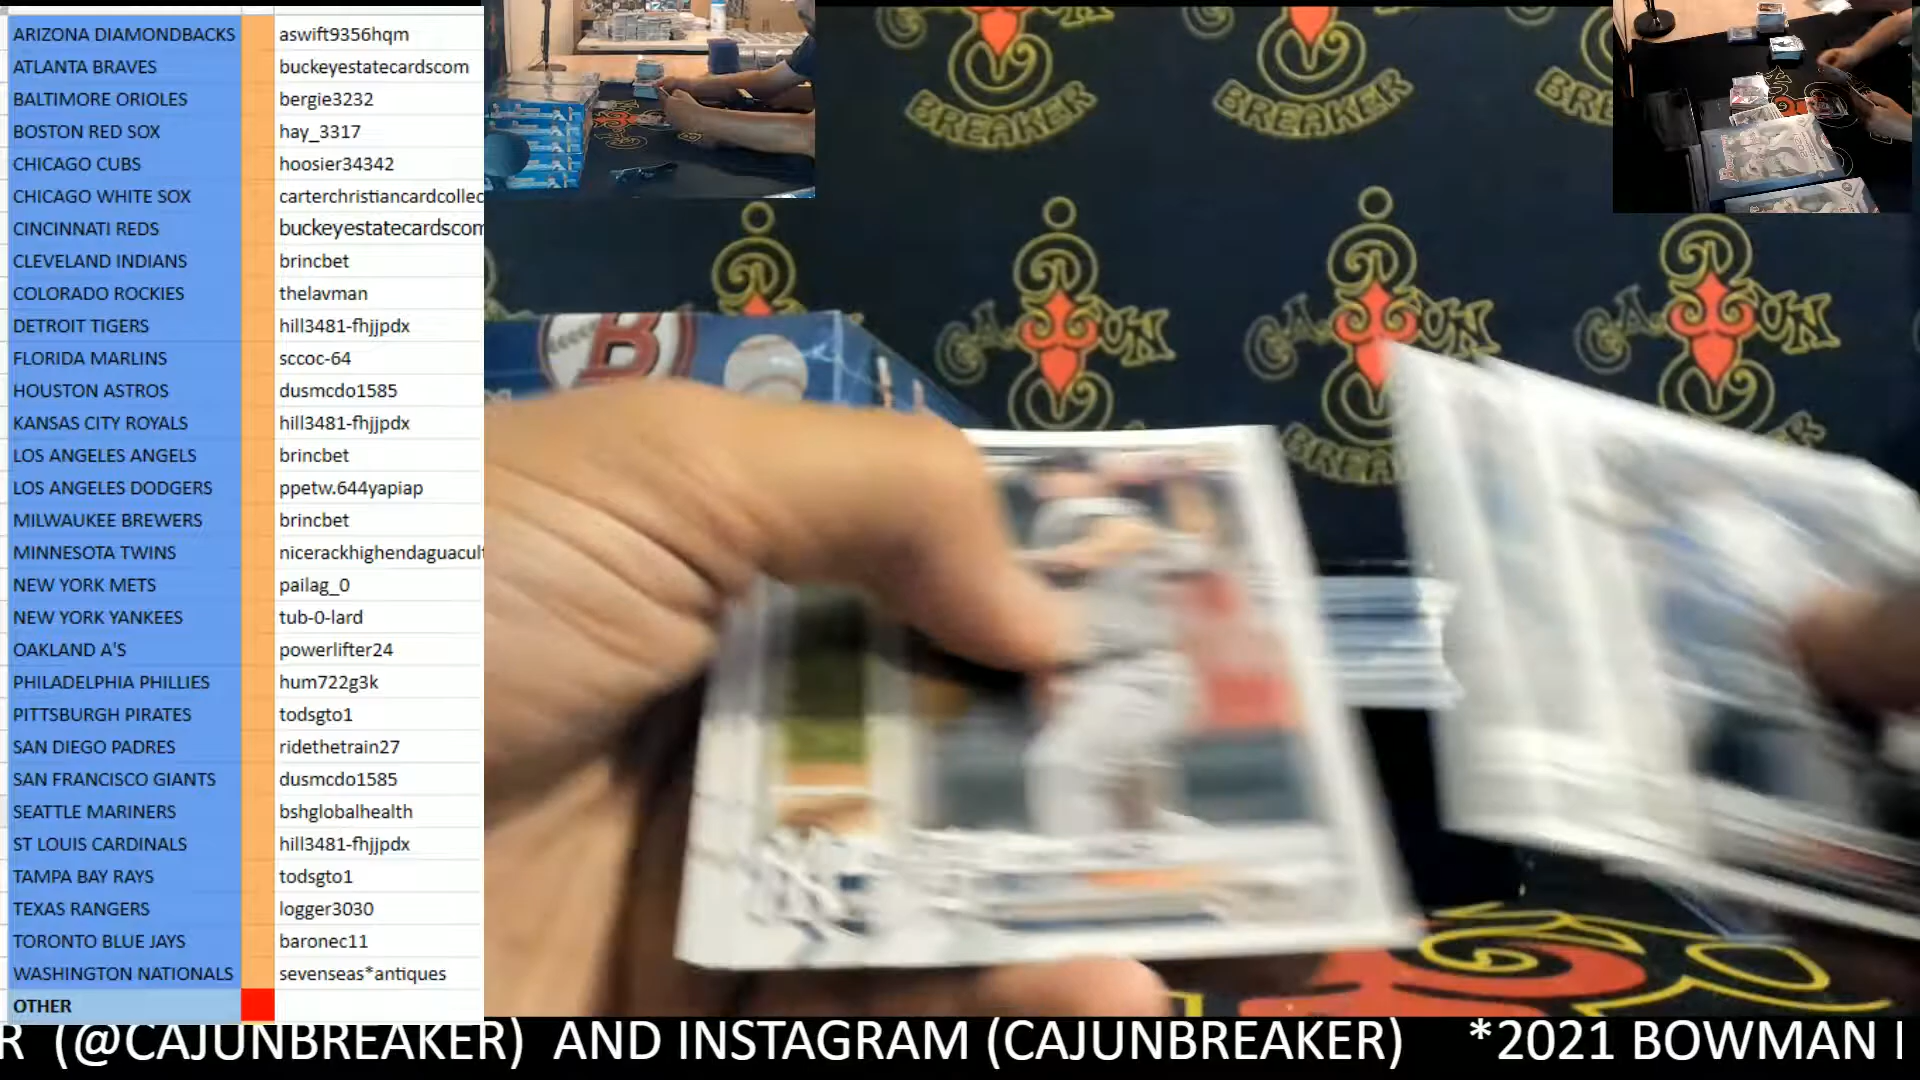 ARIZONA DIAMONDBACKS aswift9356hqm
ATLANTA BRAVES buckeyestatecardscom
BALTIMORE ORIOLES bergie3232
BOSTON RED SOX hay_3317
CHICAGO CUBS hoosier34342
CHICAGO WHITE SOX carterchristiancardcollec
CINCINNATI REDS buckeyestatecardscom
CLEVELAND INDIANS brincbet
COLORADO ROCKIES thelavman
DETROIT TIGERS hill3481-fhjjpdx
FLORIDA MARLINS sccoc-64
HOUSTON ASTROS dusmcdo1585
KANSAS CITY ROYALS hill3481-fhjjpdx
LOS ANGELES ANGELS brincbet
LOS ANGELES DODGERS ppetw.644yapiap
MILWAUKEE BREWERS brincbet
MINNESOTA TWINS nicerackhighendaguacult
NEW YORK METS pailag_0
NEW YORK YANKEES tub-0-lard
OAKLAND A'S powerlifter24
PHILADELPHIA PHILLIES hum722g3k
PITTSBURGH PIRATES todsgto1
SAN DIEGO PADRES ridethetrain27
SAN FRANCISCO GIANTS dusmcdo1585
SEATTLE MARINERS bshglobalhealth
ST LOUIS CARDINALS hill3481-fhjjpdx
TAMPA BAY RAYS todsgto1
TEXAS RANGERS logger3030
TORONTO BLUE JAYS baronec11
WASHINGTON NATIONALS sevenseas*antiques
OTHER
BREAKER
BREAKER
BRE
CAJUN
CAJUN
CAJUN
BREA
B
R (@CAJUNBREAKER) AND INSTAGRAM (CAJUNBREAKER) *2021 BOWMAN